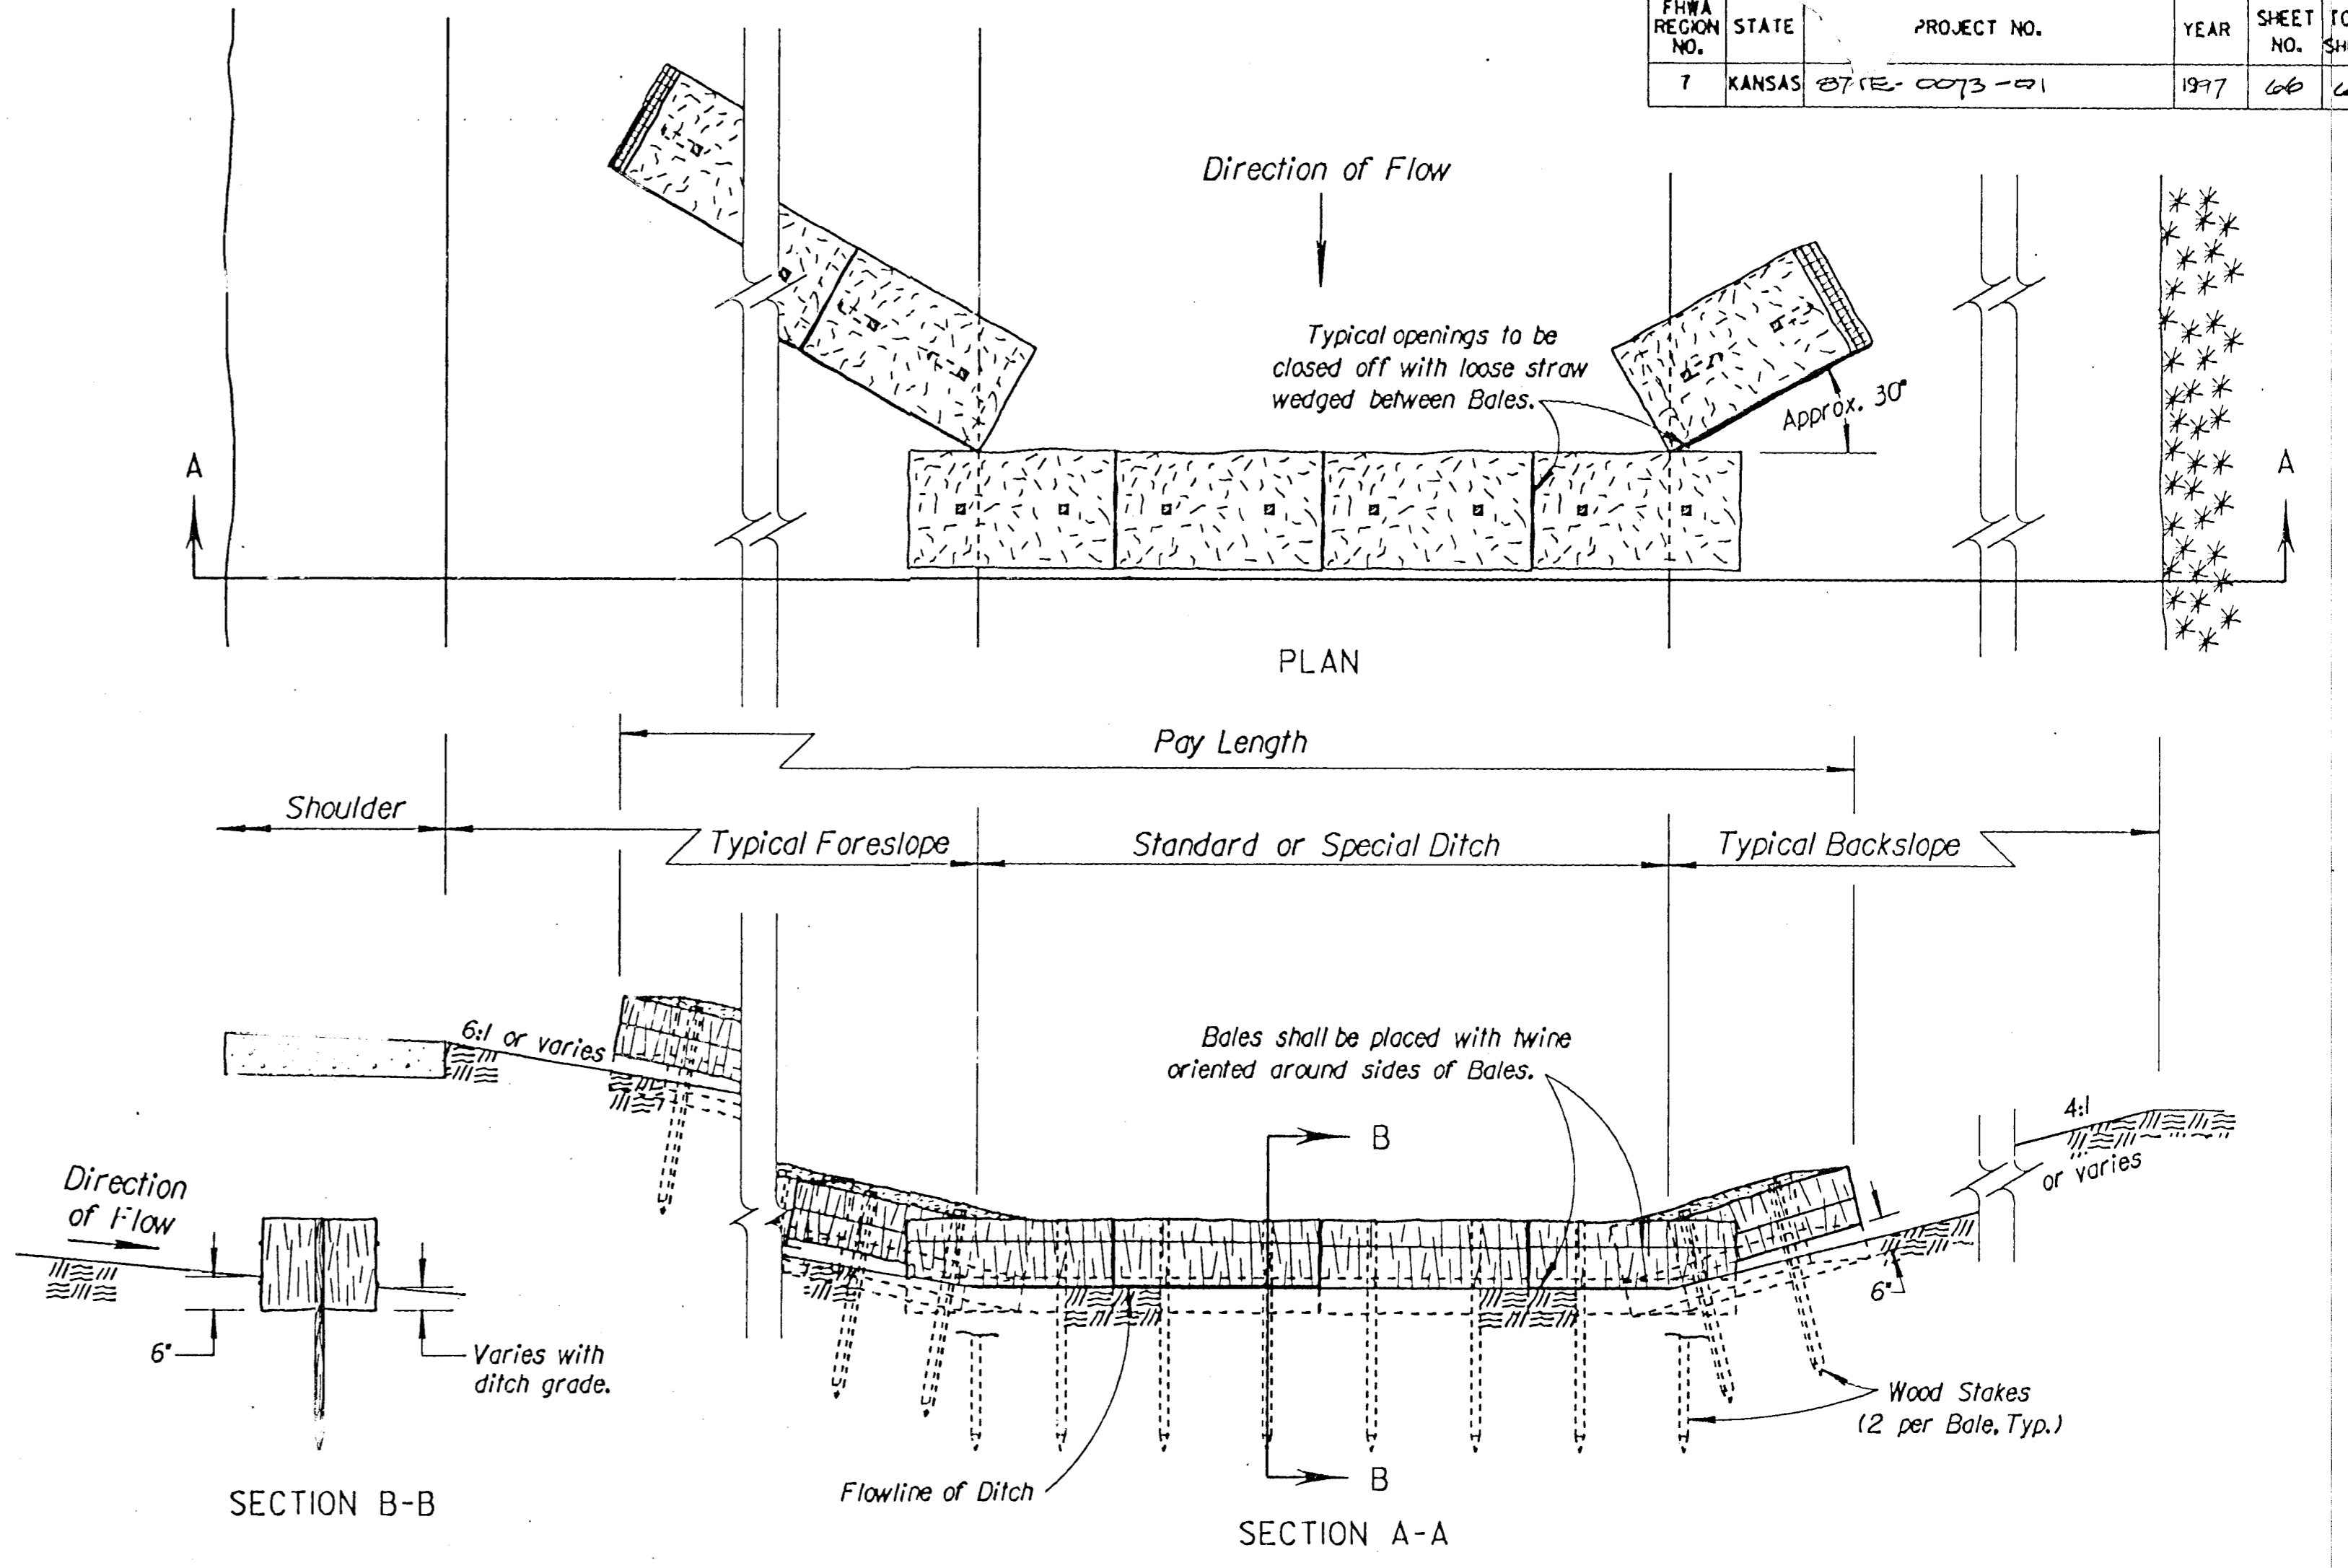 FHWA
REGION
NO.
STATE
PROJECT NO.
YEAR
SHEET
NO.
7
KANSAS
0073-01
1997
66
Direction of Flow
Typical openings to be
closed off with loose straw
wedged between Bales.
Approx. 30°
A
A
PLAN
Pay Length
Shoulder
Typical Foreslope
Standard or Special Ditch
Typical Backslope
6:1 or varies
Bales shall be placed with twine
oriented around sides of Bales.
4:1
or varies
B
Direction
of Flow
6"
6"
Varies with
ditch grade.
Wood Stakes
(2 per Bale, Typ.)
B
Flowline of Ditch
SECTION B-B
SECTION A-A